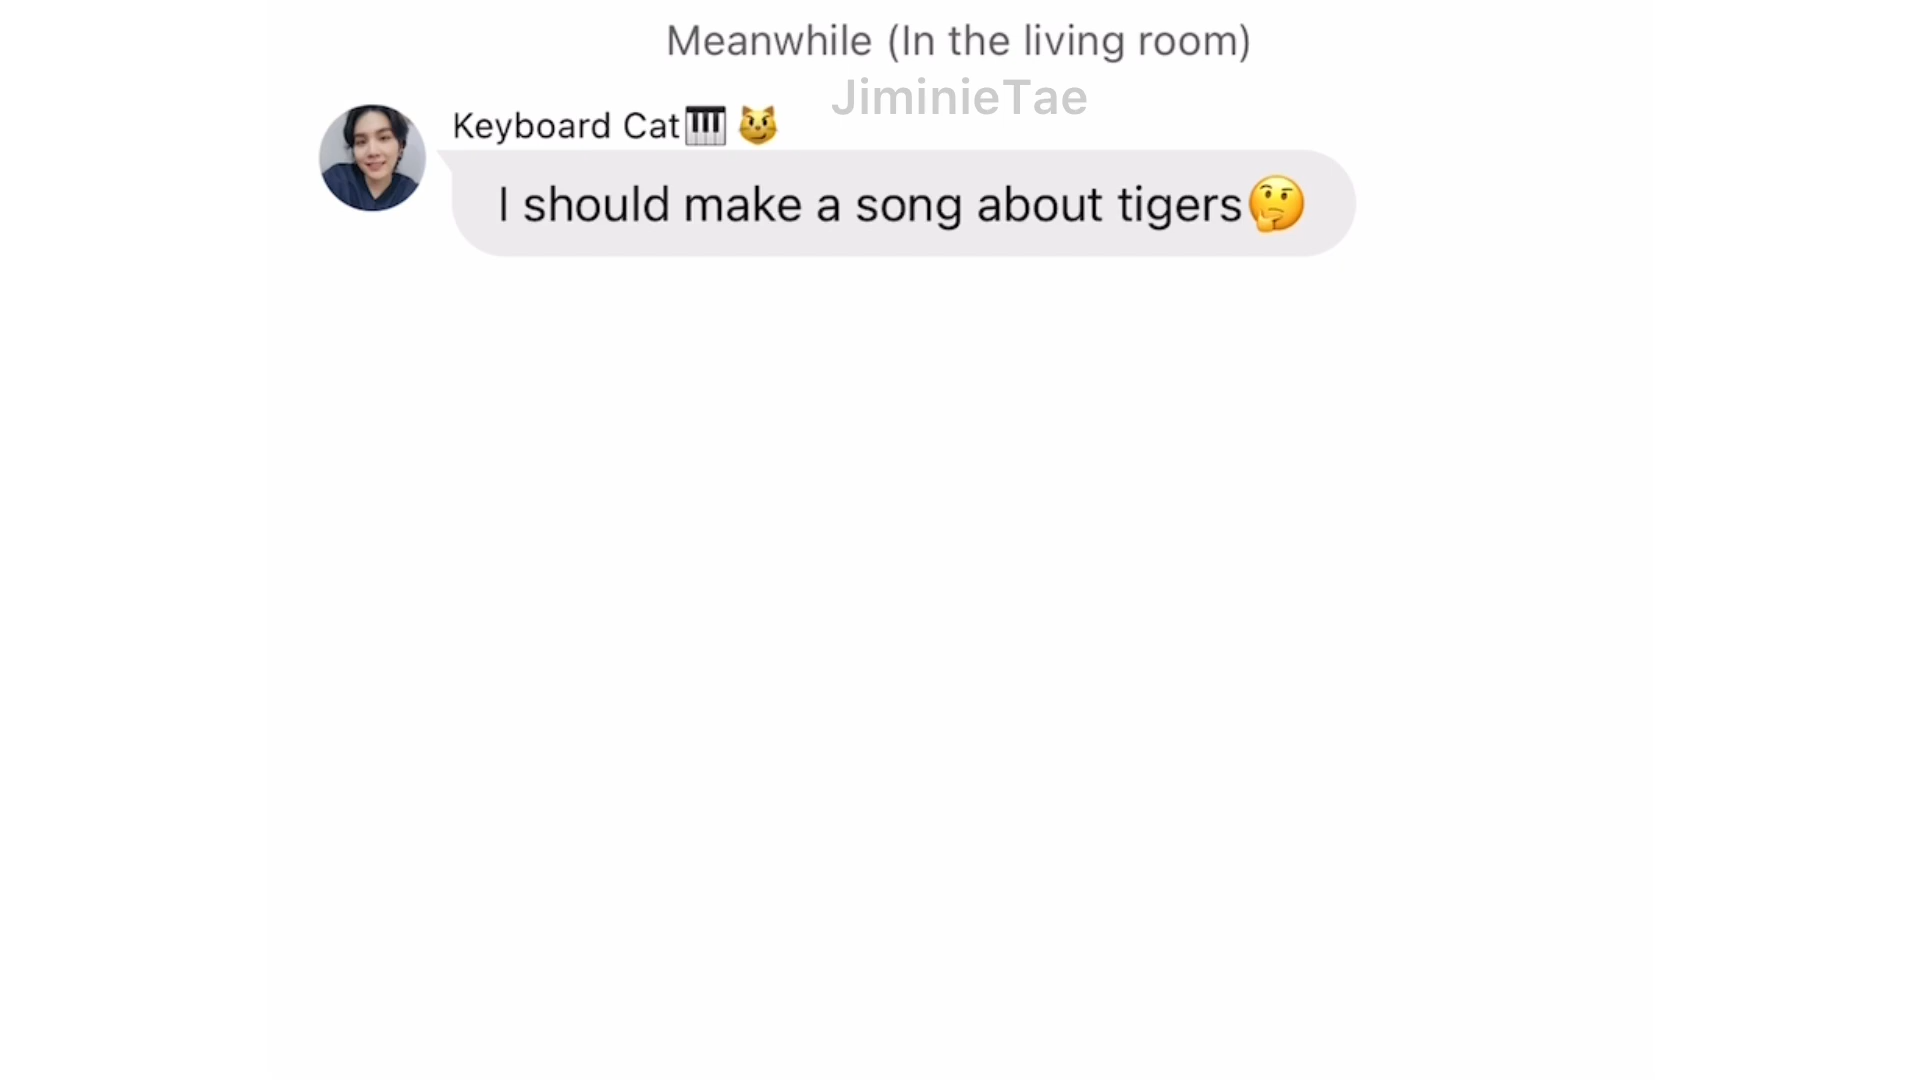 Meanwhile (In the living room)
JiminieTae
Keyboard Cat🎹 😼
I should make a song about tigers🤔